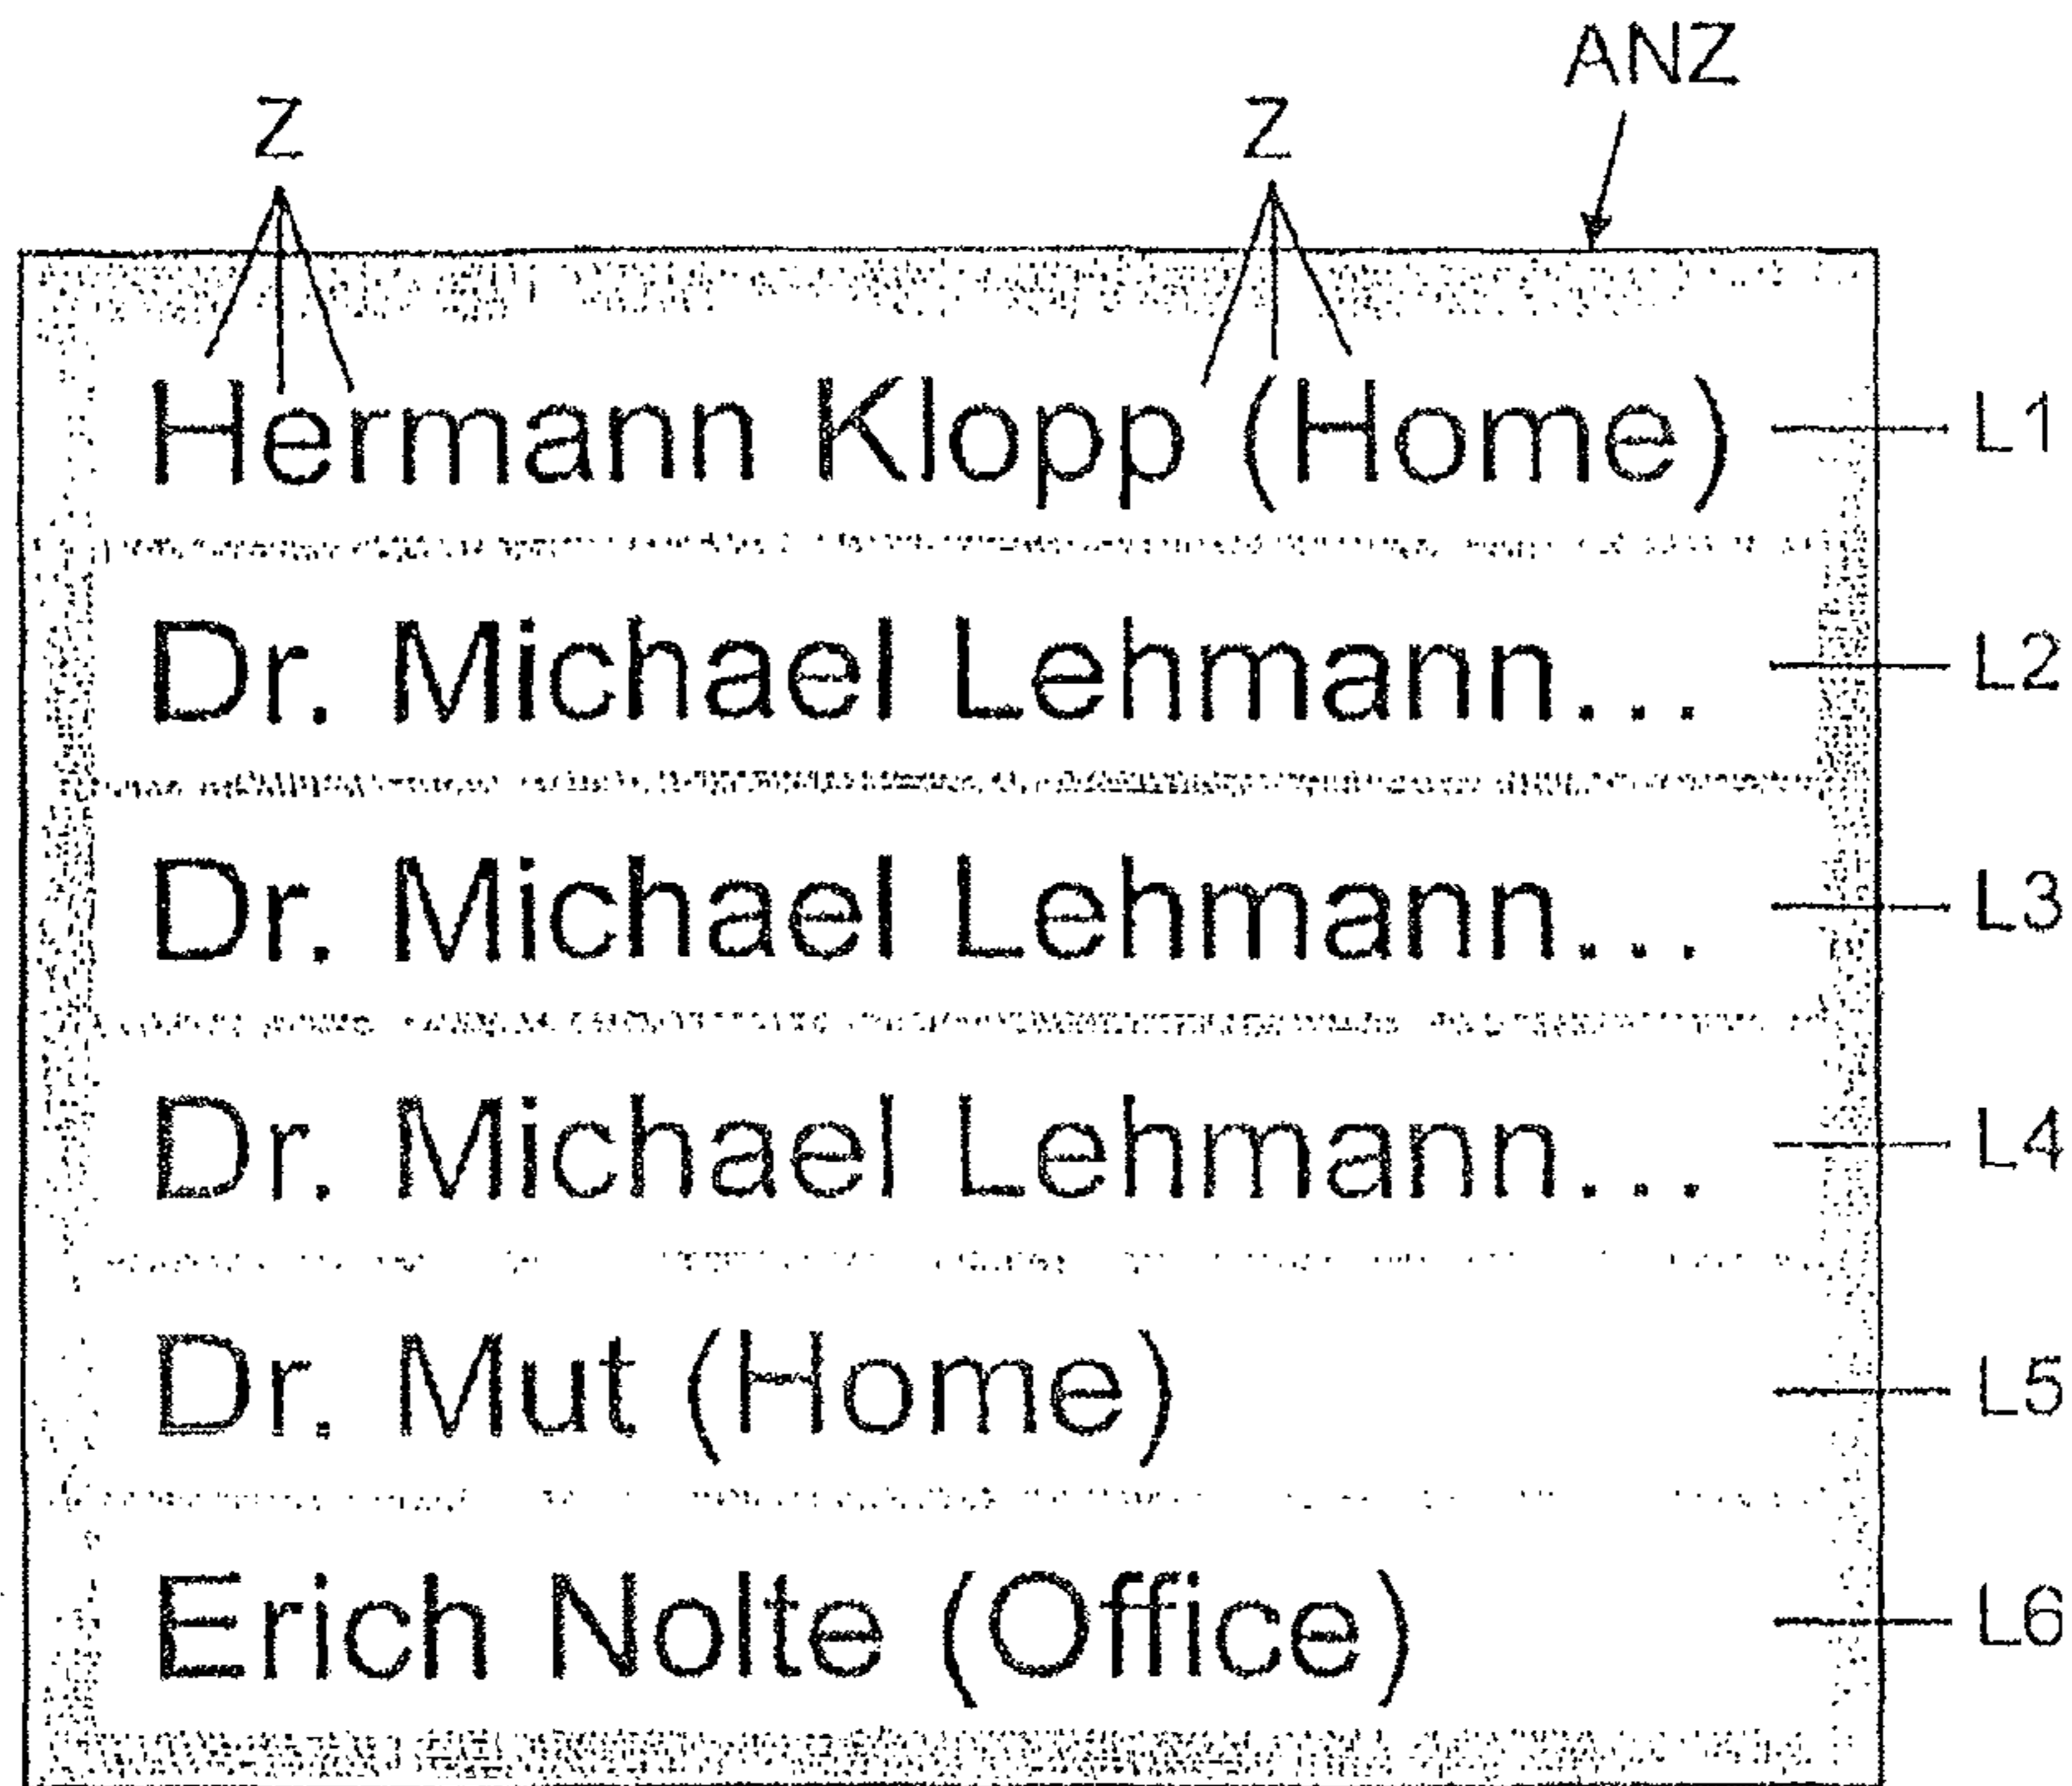 ANZ
Z Z
Hermann Klopp (Home) L1
Dr. Michael Lehmann... L2
Dr. Michael Lehmann... L3
Dr. Michael Lehmann... L4
Dr. Mut (Home) L5
Erich Nolte (Office) L6